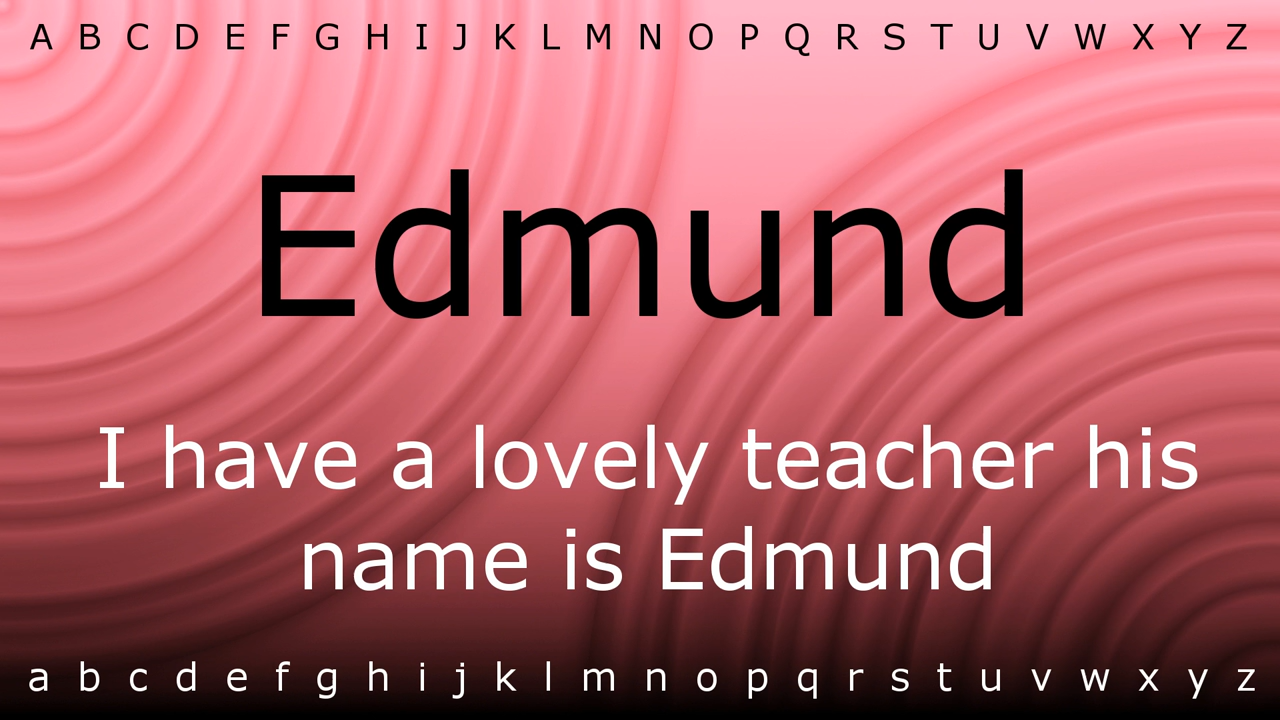 A B C D E F G H I J K L M N O P Q R S T U V W X Y Z
Edmund
I have a lovely teacher his
name is Edmund
a b c d e f g h i j k l m n o p q r s t u v w x y z